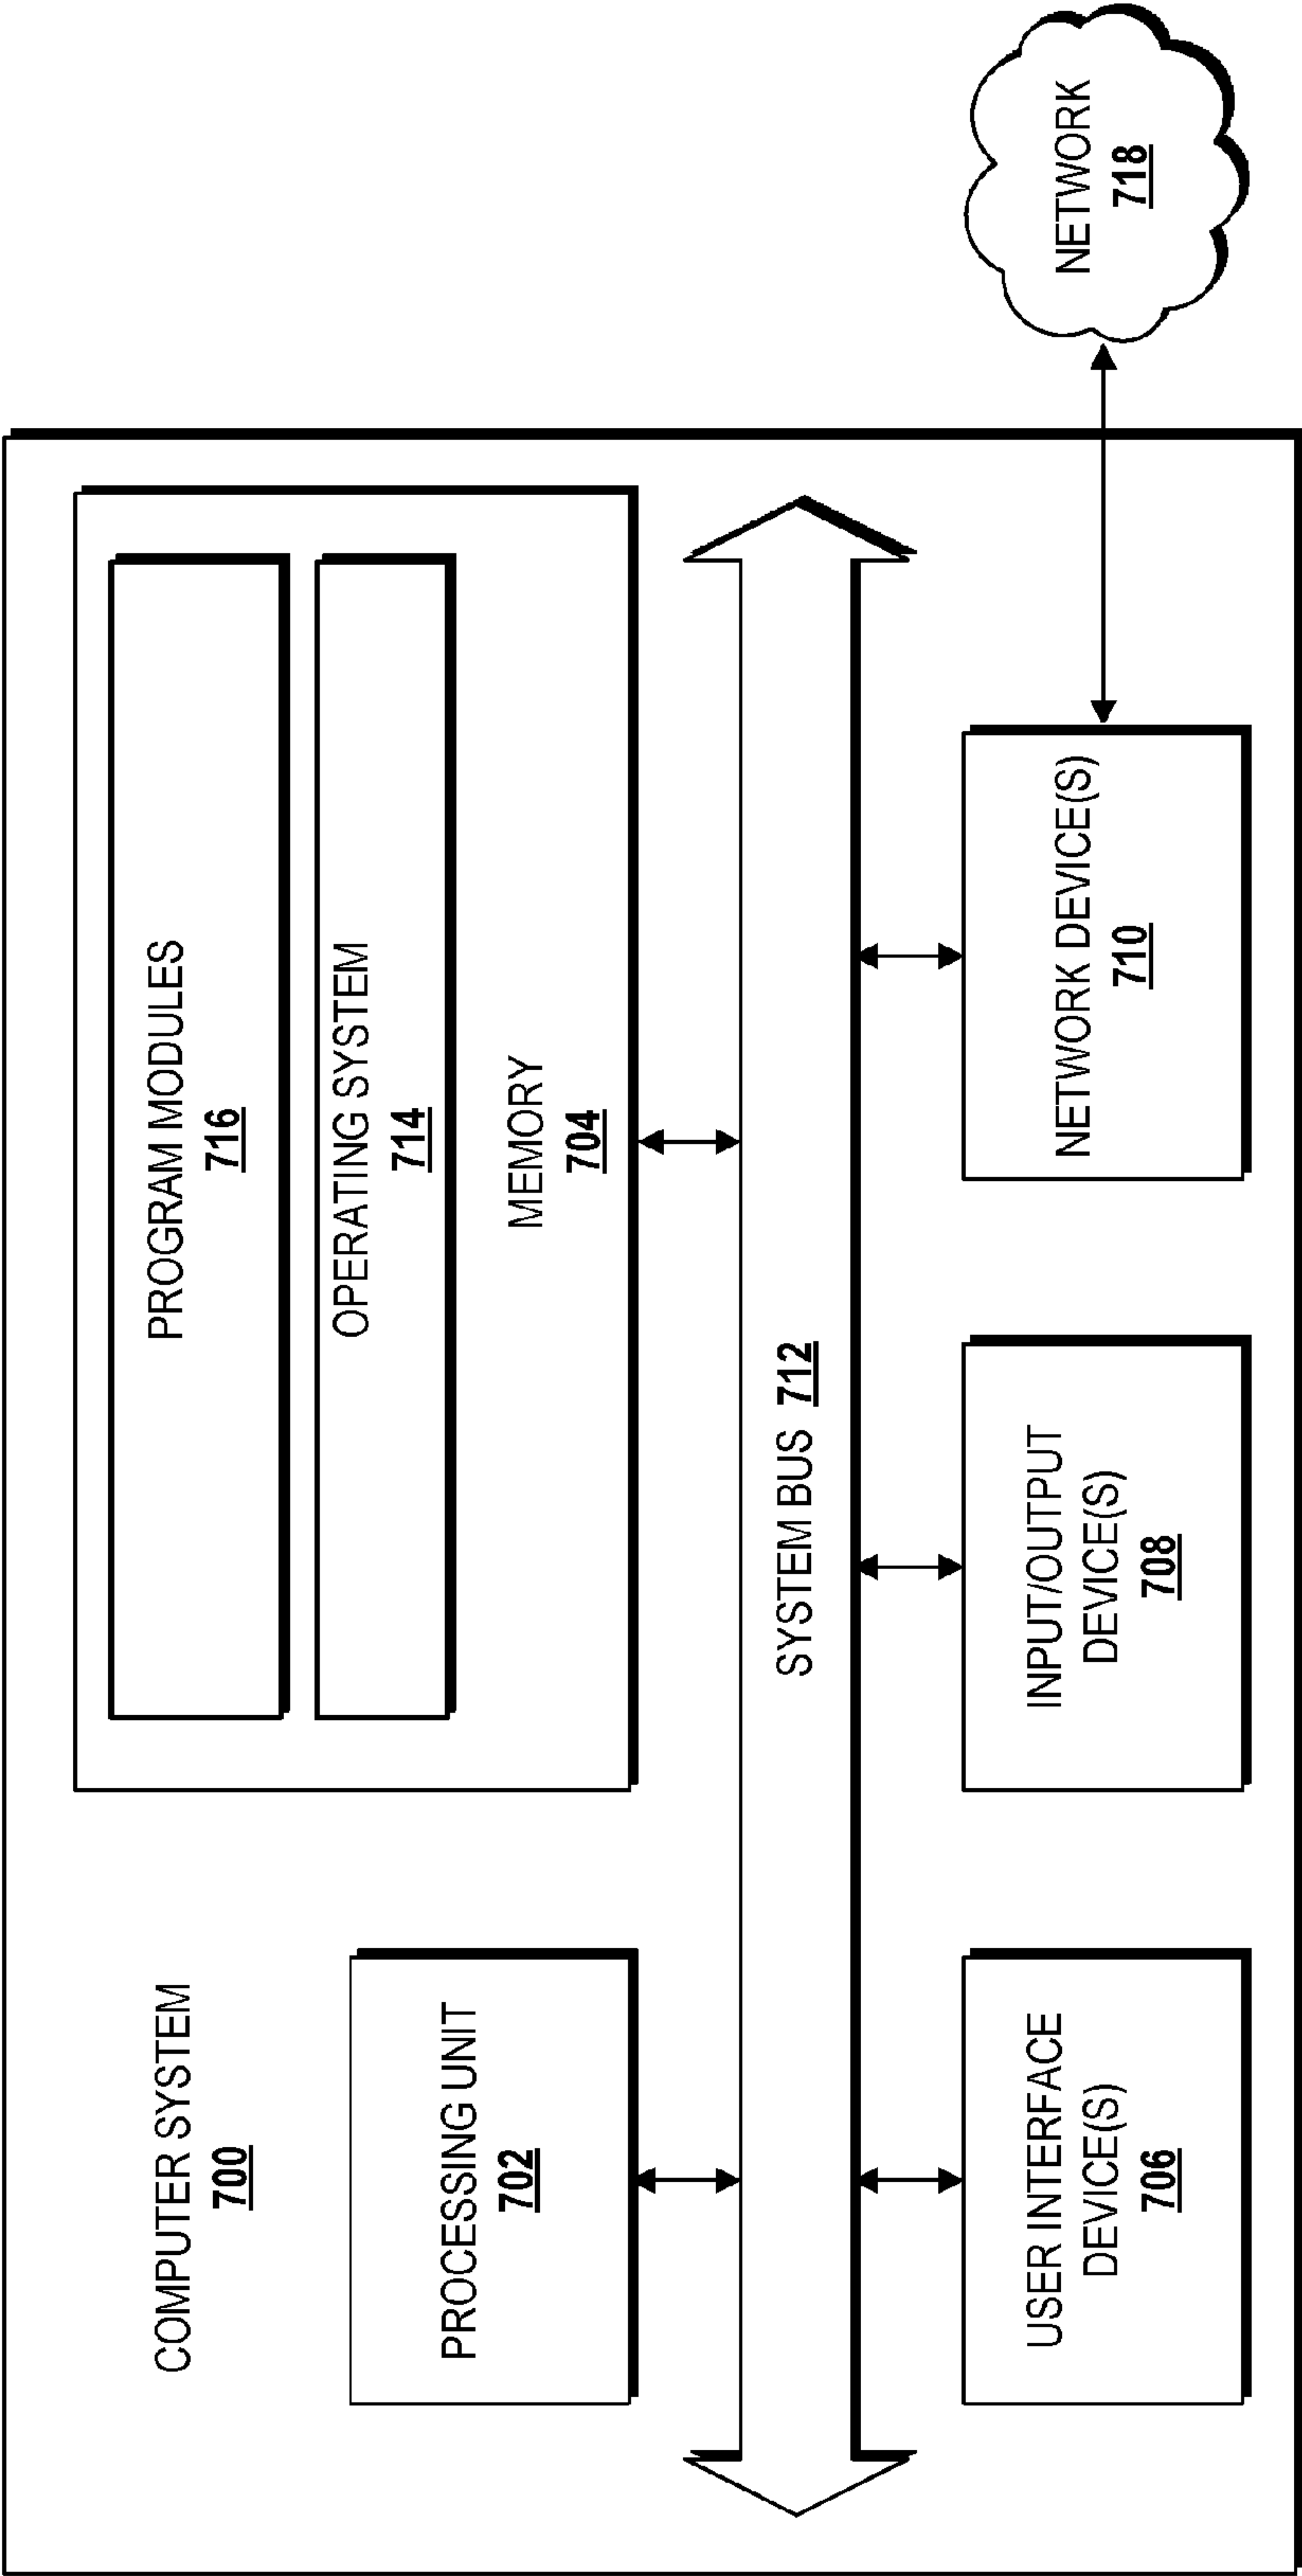 COMPUTER SYSTEM
700
PROCESSING UNIT
702
PROGRAM MODULES
716
OPERATING SYSTEM
714
MEMORY
704
SYSTEM BUS 712
USER INTERFACE
DEVICE(S)
706
INPUT/OUTPUT
DEVICE(S)
708
NETWORK DEVICE(S)
710
NETWORK
718